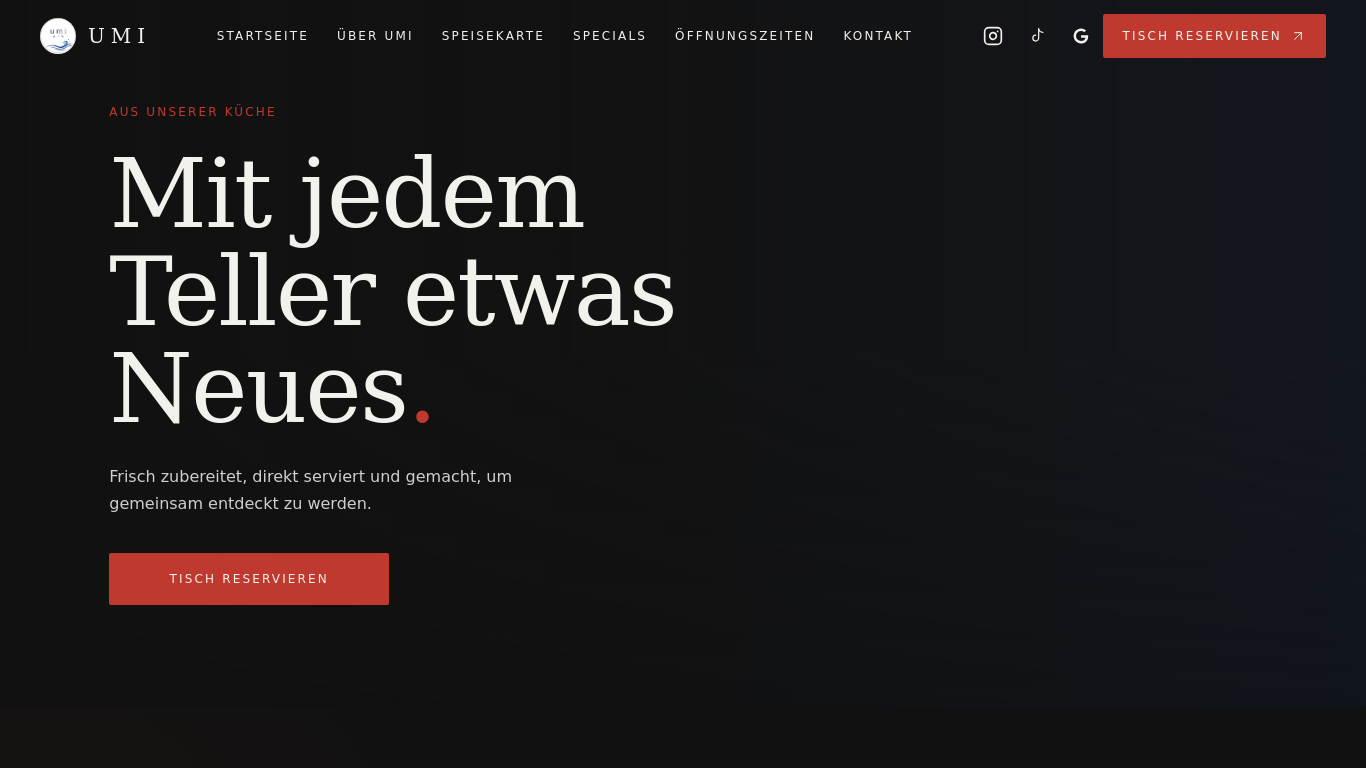 UMI
STARTSEITE
ÜBER UMI
SPEISEKARTE
SPECIALS
ÖFFNUNGSZEITEN
KONTAKT
TISCH RESERVIEREN
AUS UNSERER KÜCHE
Mit jedem
Teller etwas
Neues.
Frisch zubereitet, direkt serviert und gemacht, um
gemeinsam entdeckt zu werden.
TISCH RESERVIEREN